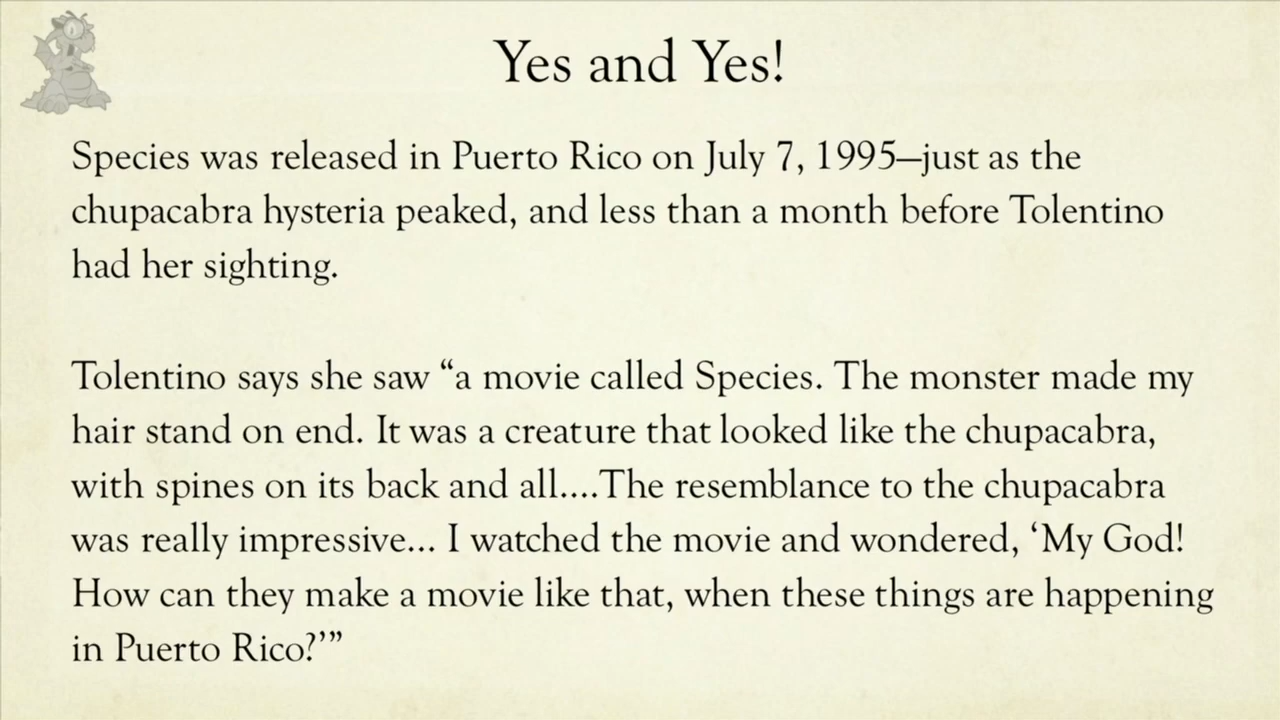 Yes and Yes!
Species was released in Puerto Rico on July 7, 1995—just as the
chupacabra hysteria peaked, and less than a month before Tolentino
had her sighting.
Tolentino says she saw “a movie called Species. The monster made my
hair stand on end. It was a creature that looked like the chupacabra,
with spines on its back and all....The resemblance to the chupacabra
was really impressive... I watched the movie and wondered, ‘My God!
How can they make a movie like that, when these things are happening
in Puerto Rico?’”